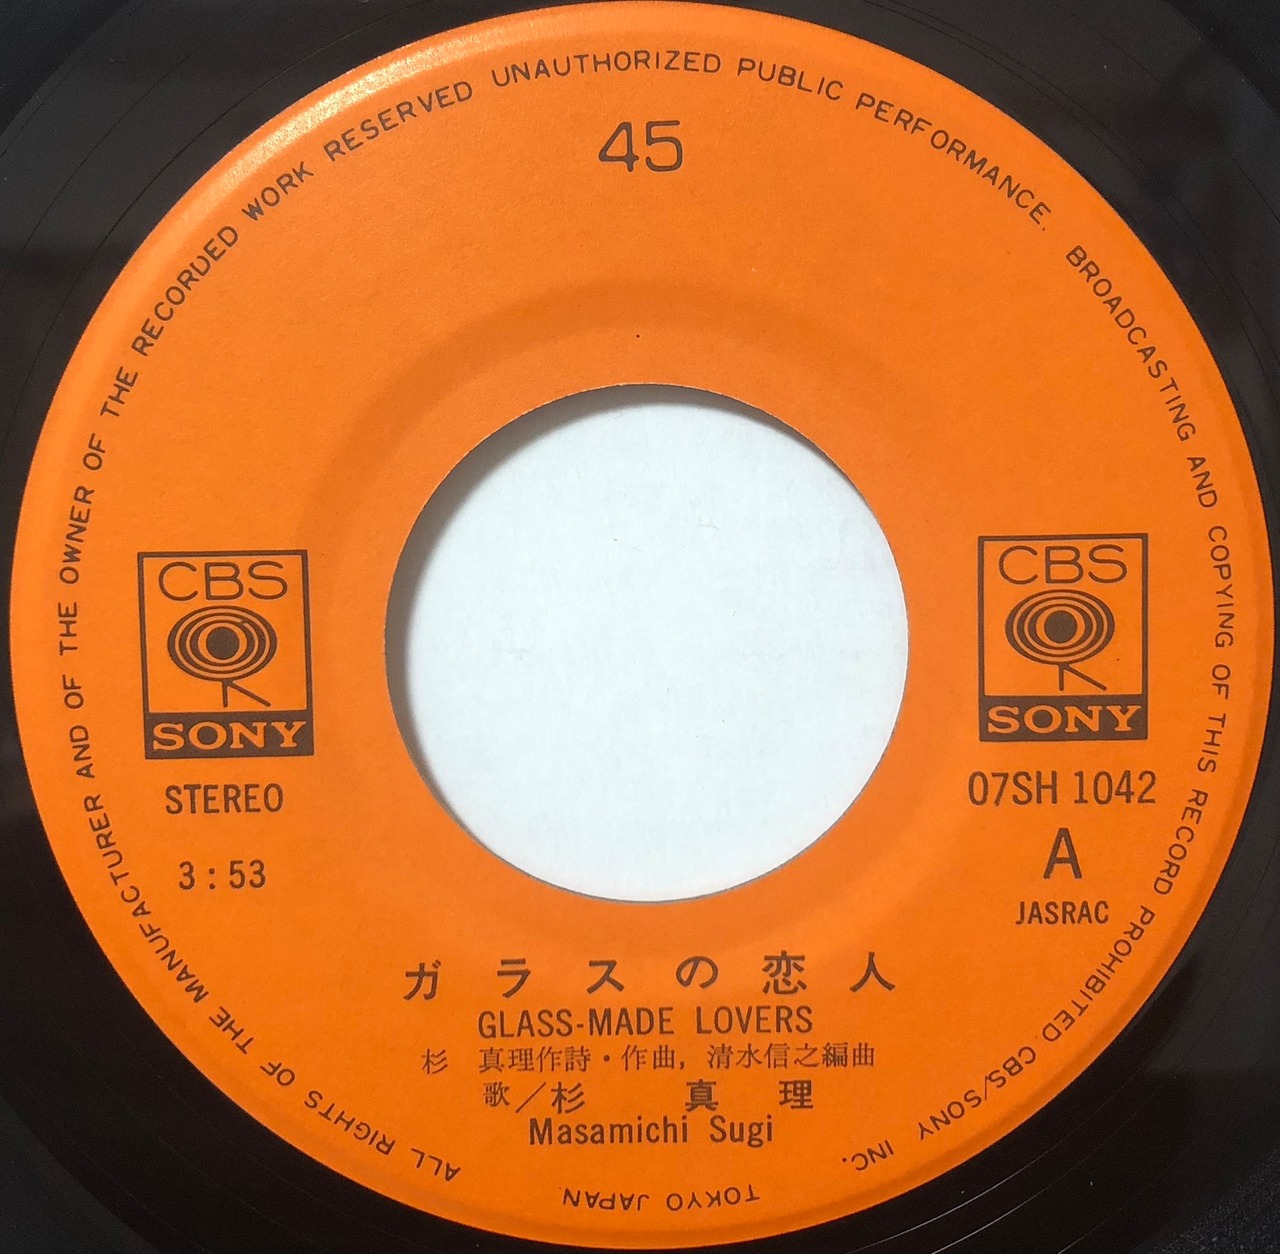 ALL RIGHTS OF THE MANUFACTURER AND OF THE OWNER OF THE RECORDED WORK RESERVED UNAUTHORIZED PUBLIC PERFORMANCE. BROADCASTING AND COPYING OF THIS RECORD PROHIBITED. CBS/SONY INC.
TOKYO JAPAN
45
CBS
SONY
STEREO
3:53
CBS
SONY
07SH 1042
A
JASRAC
ガラスの恋人
GLASS-MADE LOVERS
杉 真理作詩・作曲, 清水信之編曲
歌／杉 真 理
Masamichi Sugi